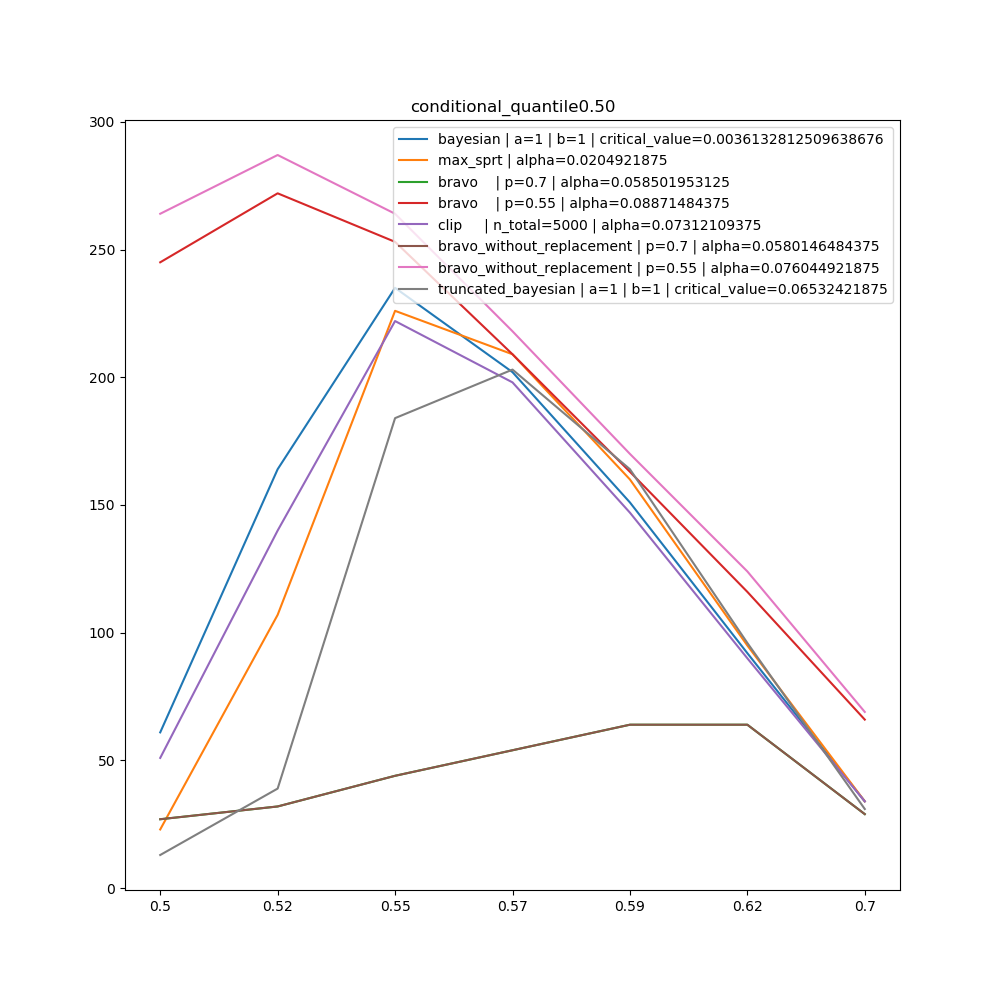 conditional_quantile0.50
300
250
200
150
100
50
0
bayesian | a=1 | b=1 | critical_value=0.0036132812509638676
max_sprt | alpha=0.0204921875
bravo | p=0.7 | alpha=0.058501953125
bravo | p=0.55 | alpha=0.08871484375
clip | n_total=5000 | alpha=0.07312109375
bravo_without_replacement | p=0.7 | alpha=0.0580146484375
bravo_without_replacement | p=0.55 | alpha=0.076044921875
truncated_bayesian | a=1 | b=1 | critical_value=0.06532421875
0.5 0.52 0.55 0.57 0.59 0.62 0.7